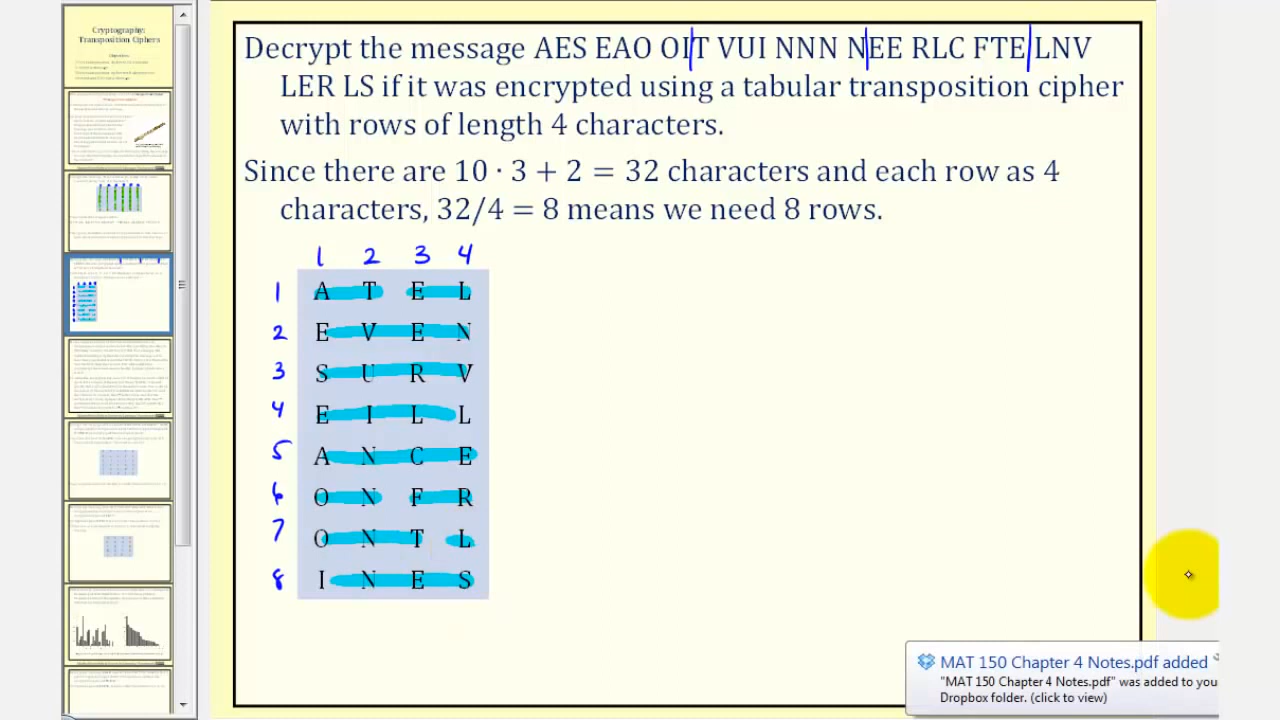 Cryptography:
Transposition Ciphers
Decrypt the message AES EAO OIT VUI NNN NEE RLC FTE LNV
LER LS if it was encrypted using a tabular transposition cipher
with rows of length 4 characters.
Since there are 10 · 3 + 2 = 32 characters and each row as 4
characters, 32/4 = 8 means we need 8 rows.
1 2 3 4
1 A T E L
2 E V E N
3 S U R V
4 E I L L
5 A N C E
6 O N F R
7 O N T L
8 I N E S
MAT 150 Chapter 4 Notes.pdf added
"MAT 150 Chapter 4 Notes.pdf" was added to you
Dropbox folder. (click to view)